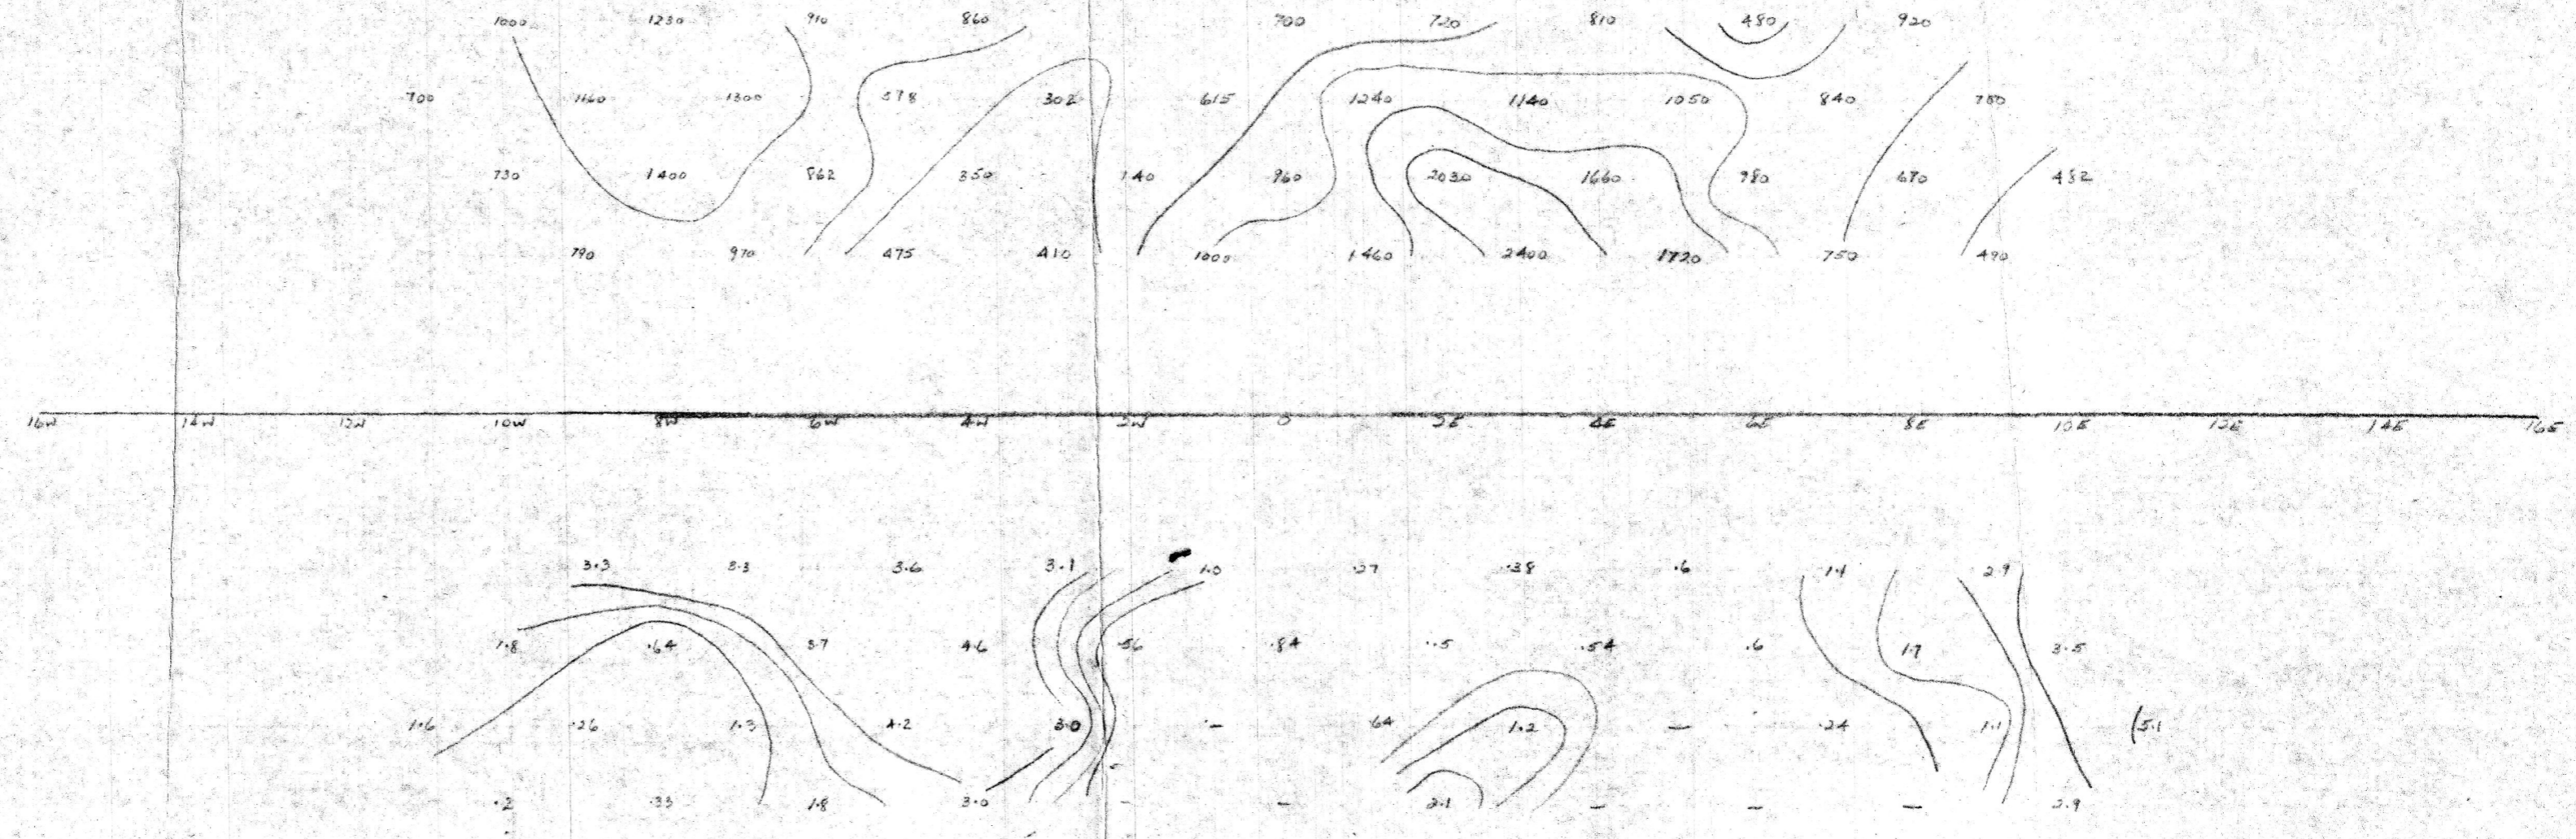 1000 1230 910 860 700 720 810 480 920
700 1160 1300 578 302 615 1240 1140 1050 840 780
730 1400 862 350 140 960 2030 1660 980 670 452
790 970 475 410 1000 1460 2400 1720 750 490
16W 14W 12W 10W 8W 6W 4W 2W 0 2E 4E 6E 8E 10E 12E 14E 16E
3.3 3.3 3.6 3.1 1.0 .27 .38 .6 1.4 2.9
1.8 .64 3.7 4.6 .56 .84 .5 .54 .6 1.7 3.5
1.6 .26 1.3 4.2 3.0 — .64 1.2 — .24 1.1 (5.1
.2 .33 1.8 3.0 — — 2.1 — — — 2.9